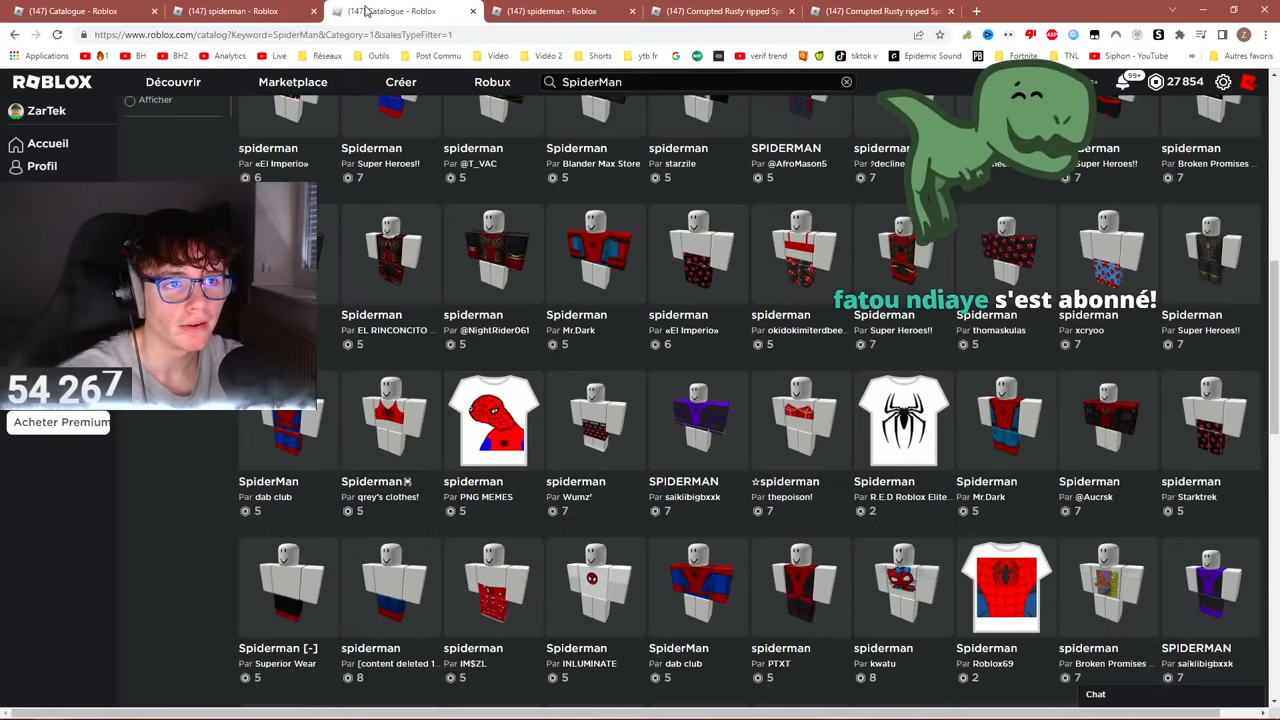 (147) Catalogue - Roblox
(147) spiderman - Roblox
(147) Catalogue - Roblox
(147) spiderman - Roblox
(147) Corrupted Rusty ripped Sp
(147) Corrupted Rusty ripped Sp
https://www.roblox.com/catalog?Keyword=SpiderMan&Category=1&salesTypeFilter=1
Applications
1
BH
BH2
Analytics
Live
Réseaux
Outils
Post Commu
Vidéo
Vidéo 2
Shorts
ytb fr
verif trend
tiktok v
Epidemic Sound
Fortnite
TNL
Siphon - YouTube
Autres favoris
ROBLOX
Découvrir
Marketplace
Créer
Robux
SpiderMan
99+
27 854
ZarTek
Afficher
Accueil
Profil
spiderman
Spiderman
spiderman
spiderman
spiderman
SPIDERMAN
spiderman
spiderman
Par «El Imperio»
Par Super Heroes!!
Par @T_VAC
Par Blander Max Store
Par starzile
Par @AfroMason5
Super Heroes!!
Par Broken Promises ...
6 7 5 5 5 5 7 7 7
spiderman
spiderman
spiderman
spiderman
spiderman
spiderman
spiderman
spiderman
Spiderman
Par EL RINCONCITO ...
Par @NightRider061
Par Mr.Dark
Par «El Imperio»
Par okidokimiterdbee...
Par Super Heroes!!
Par thomaskulas
Par xcryoo
Par Super Heroes!!
5 5 5 6 5 7 5 7 7
fatou ndiaye s'est abonné!
54 267
Acheter Premium
SpiderMan
Spiderman
spiderman
spiderman
SPIDERMAN
☆spiderman
Spiderman
Spiderman
Spiderman
spiderman
Par dab club
Par qrey's clothes!
Par PNG MEMES
Par Wumz'
Par saikiibigbxxk
Par thepoison!
Par R.E.D Roblox Elite...
Par Mr.Dark
Par @Aucrsk
Par Starktrek
5 5 5 7 7 7 2 5 7 5
Spiderman [-]
Spiderman
spiderman
spiderman
SpiderMan
spiderman
spiderman
spiderman
spiderman
SPIDERMAN
Par Superior Wear
Par [content deleted 1...
Par IM$ZL
Par INLUMINATE
Par dab club
Par PTXT
Par kwatu
Par Roblox69
Par Broken Promises ...
Par saikiibigbxxk
5 8 5 5 5 5 8 2 7 7
Chat